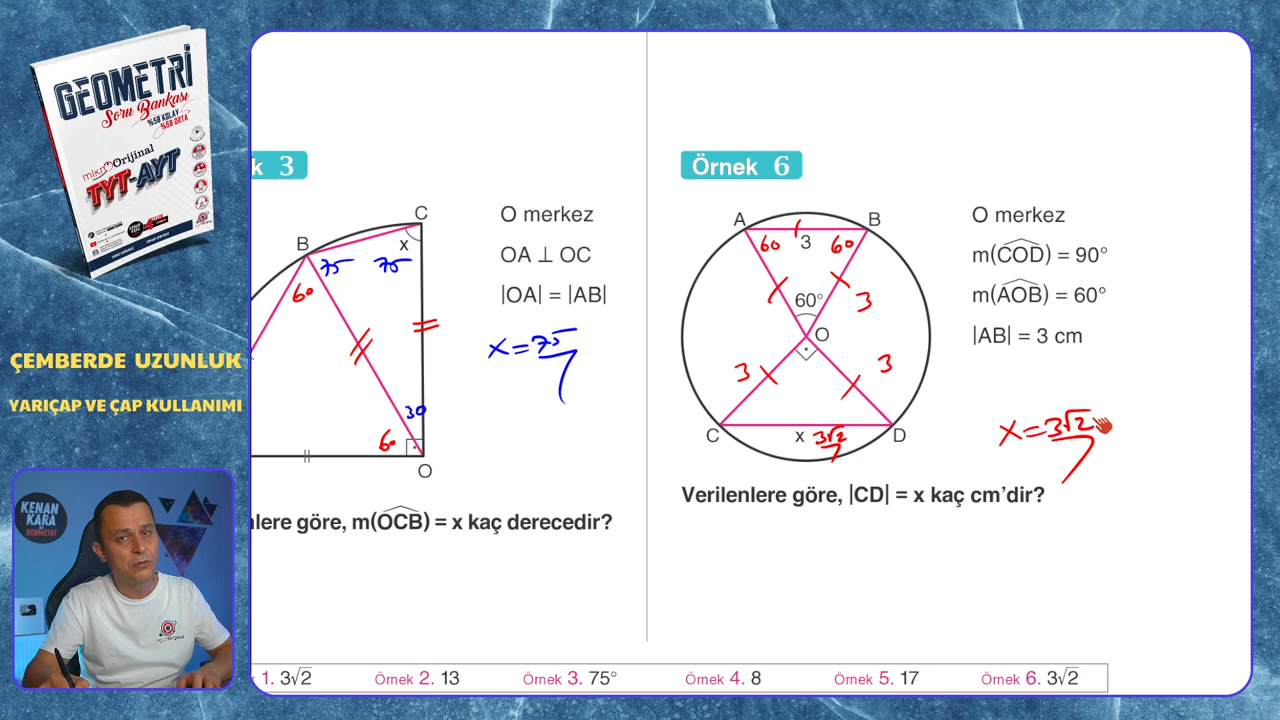 GEOMETRİ
Soru Bankası
%50 KOLAY
%50 ORTA
mikro Orijinal
TYT-AYT
ÇEMBERDE UZUNLUK
YARIÇAP VE ÇAP KULLANIMI
KENAN
KARA
GEOMETRİ
k 3
C
B
x
75 75
60
30
60
O
O merkez
OA ⊥ OC
|OA| = |AB|
x = 75
nlere göre, m(OCB) = x kaç derecedir?
Örnek 6
A B
60 3 60
60°
3
O
3 3
C x 3√2 D
O merkez
m(COD) = 90°
m(AOB) = 60°
|AB| = 3 cm
x = 3√2
Verilenlere göre, |CD| = x kaç cm’dir?
1. 3√2 Örnek 2. 13 Örnek 3. 75° Örnek 4. 8 Örnek 5. 17 Örnek 6. 3√2